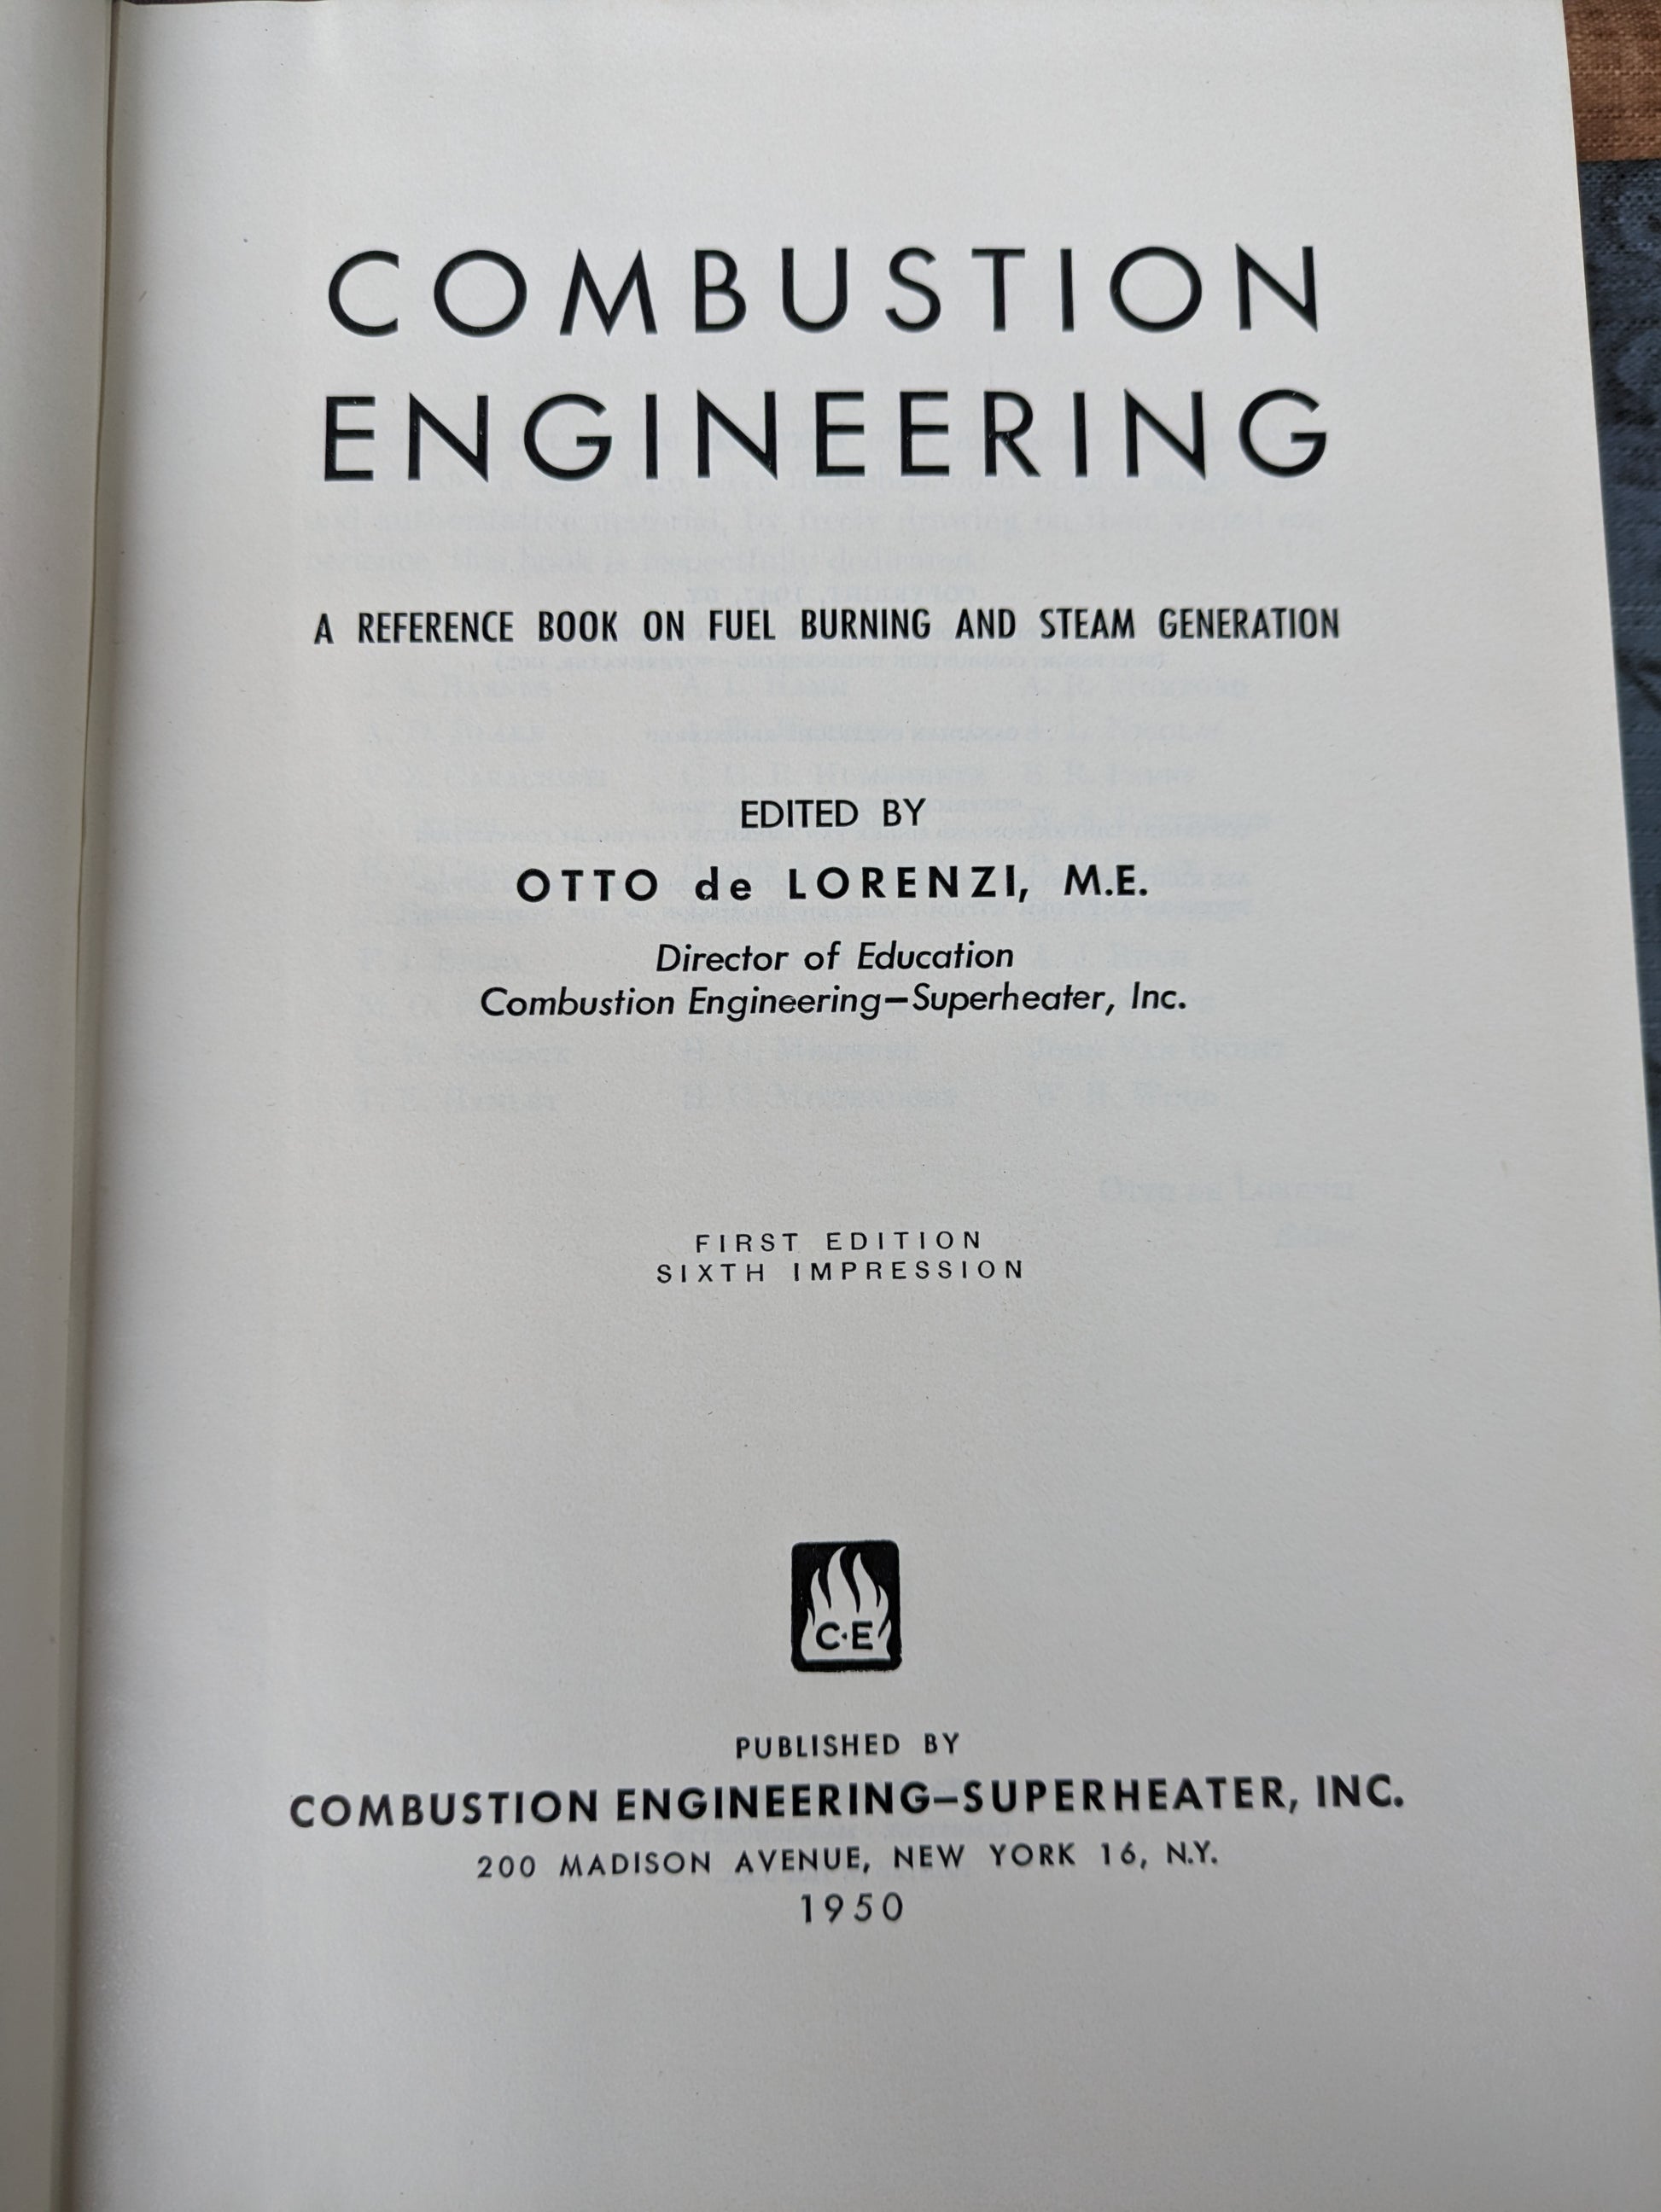 COMBUSTION
ENGINEERING
A REFERENCE BOOK ON FUEL BURNING AND STEAM GENERATION
EDITED BY
OTTO de LORENZI, M.E.
Director of Education
Combustion Engineering—Superheater, Inc.
FIRST EDITION
SIXTH IMPRESSION
C·E
PUBLISHED BY
COMBUSTION ENGINEERING—SUPERHEATER, INC.
200 MADISON AVENUE, NEW YORK 16, N.Y.
1950